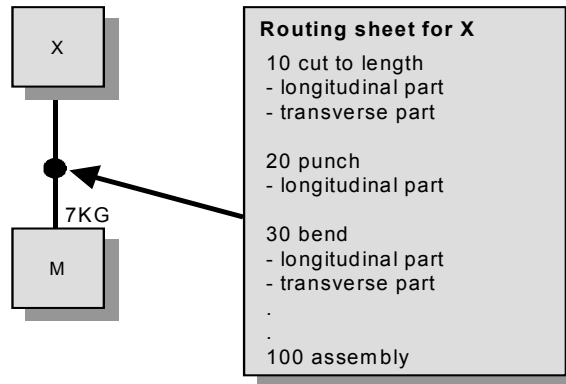 X
7KG
M
Routing sheet for X
10 cut to length
- longitudinal part
- transverse part
20 punch
- longitudinal part
30 bend
- longitudinal part
- transverse part
.
.
100 assembly